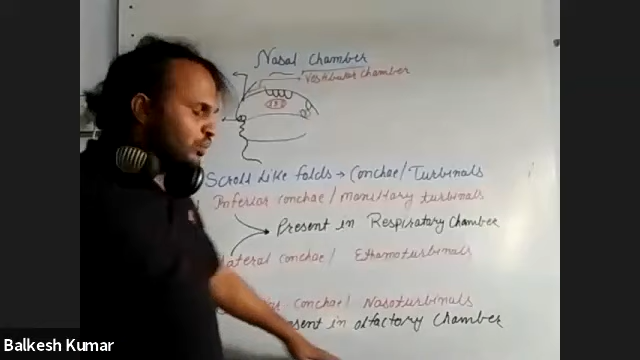 Nasal Chamber
Vestibular Chamber
Scroll Like folds → Conchae/Turbinals
Inferior conchae/Maxillary turbinals
Present in Respiratory Chamber
lateral conchae/ Ethmoturbinals
conchae/ Nasoturbinals
Present in olfactory Chamber
Balkesh Kumar